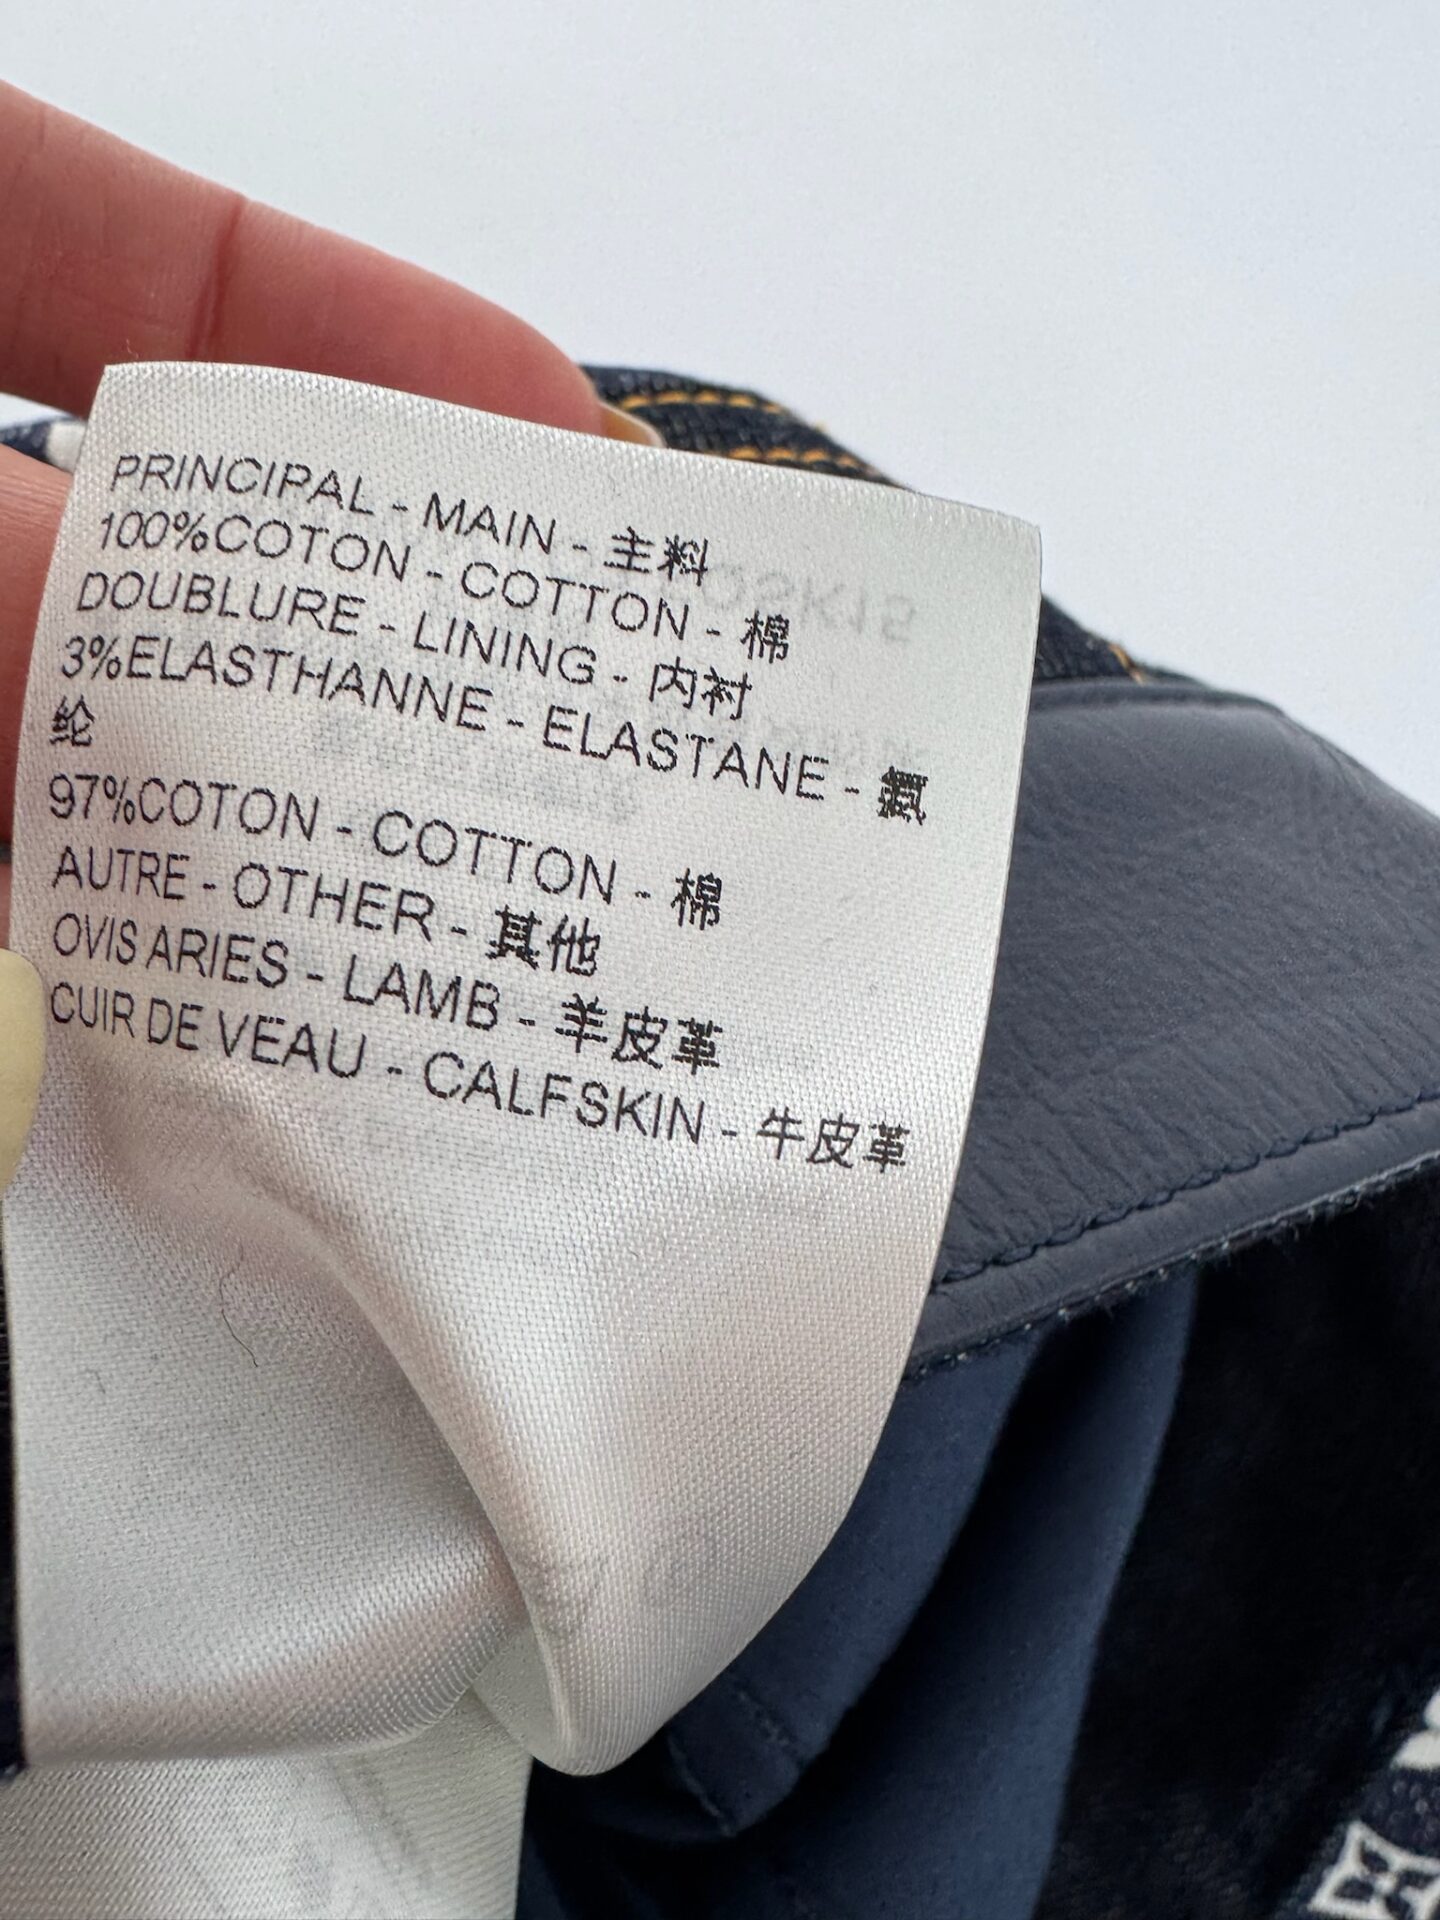 PRINCIPAL - MAIN - 主料
100%COTON - COTTON - 棉
DOUBLURE - LINING - 内衬
3%ELASTHANNE - ELASTANE - 氨
纶
97%COTON - COTTON - 棉
AUTRE - OTHER - 其他
OVIS ARIES - LAMB - 羊皮革
CUIR DE VEAU - CALFSKIN - 牛皮革